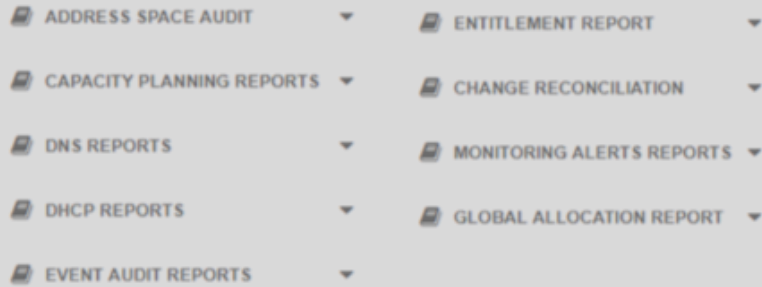 ADDRESS SPACE AUDIT
CAPACITY PLANNING REPORTS
DNS REPORTS
DHCP REPORTS
EVENT AUDIT REPORTS
ENTITLEMENT REPORT
CHANGE RECONCILIATION
MONITORING ALERTS REPORTS
GLOBAL ALLOCATION REPORT